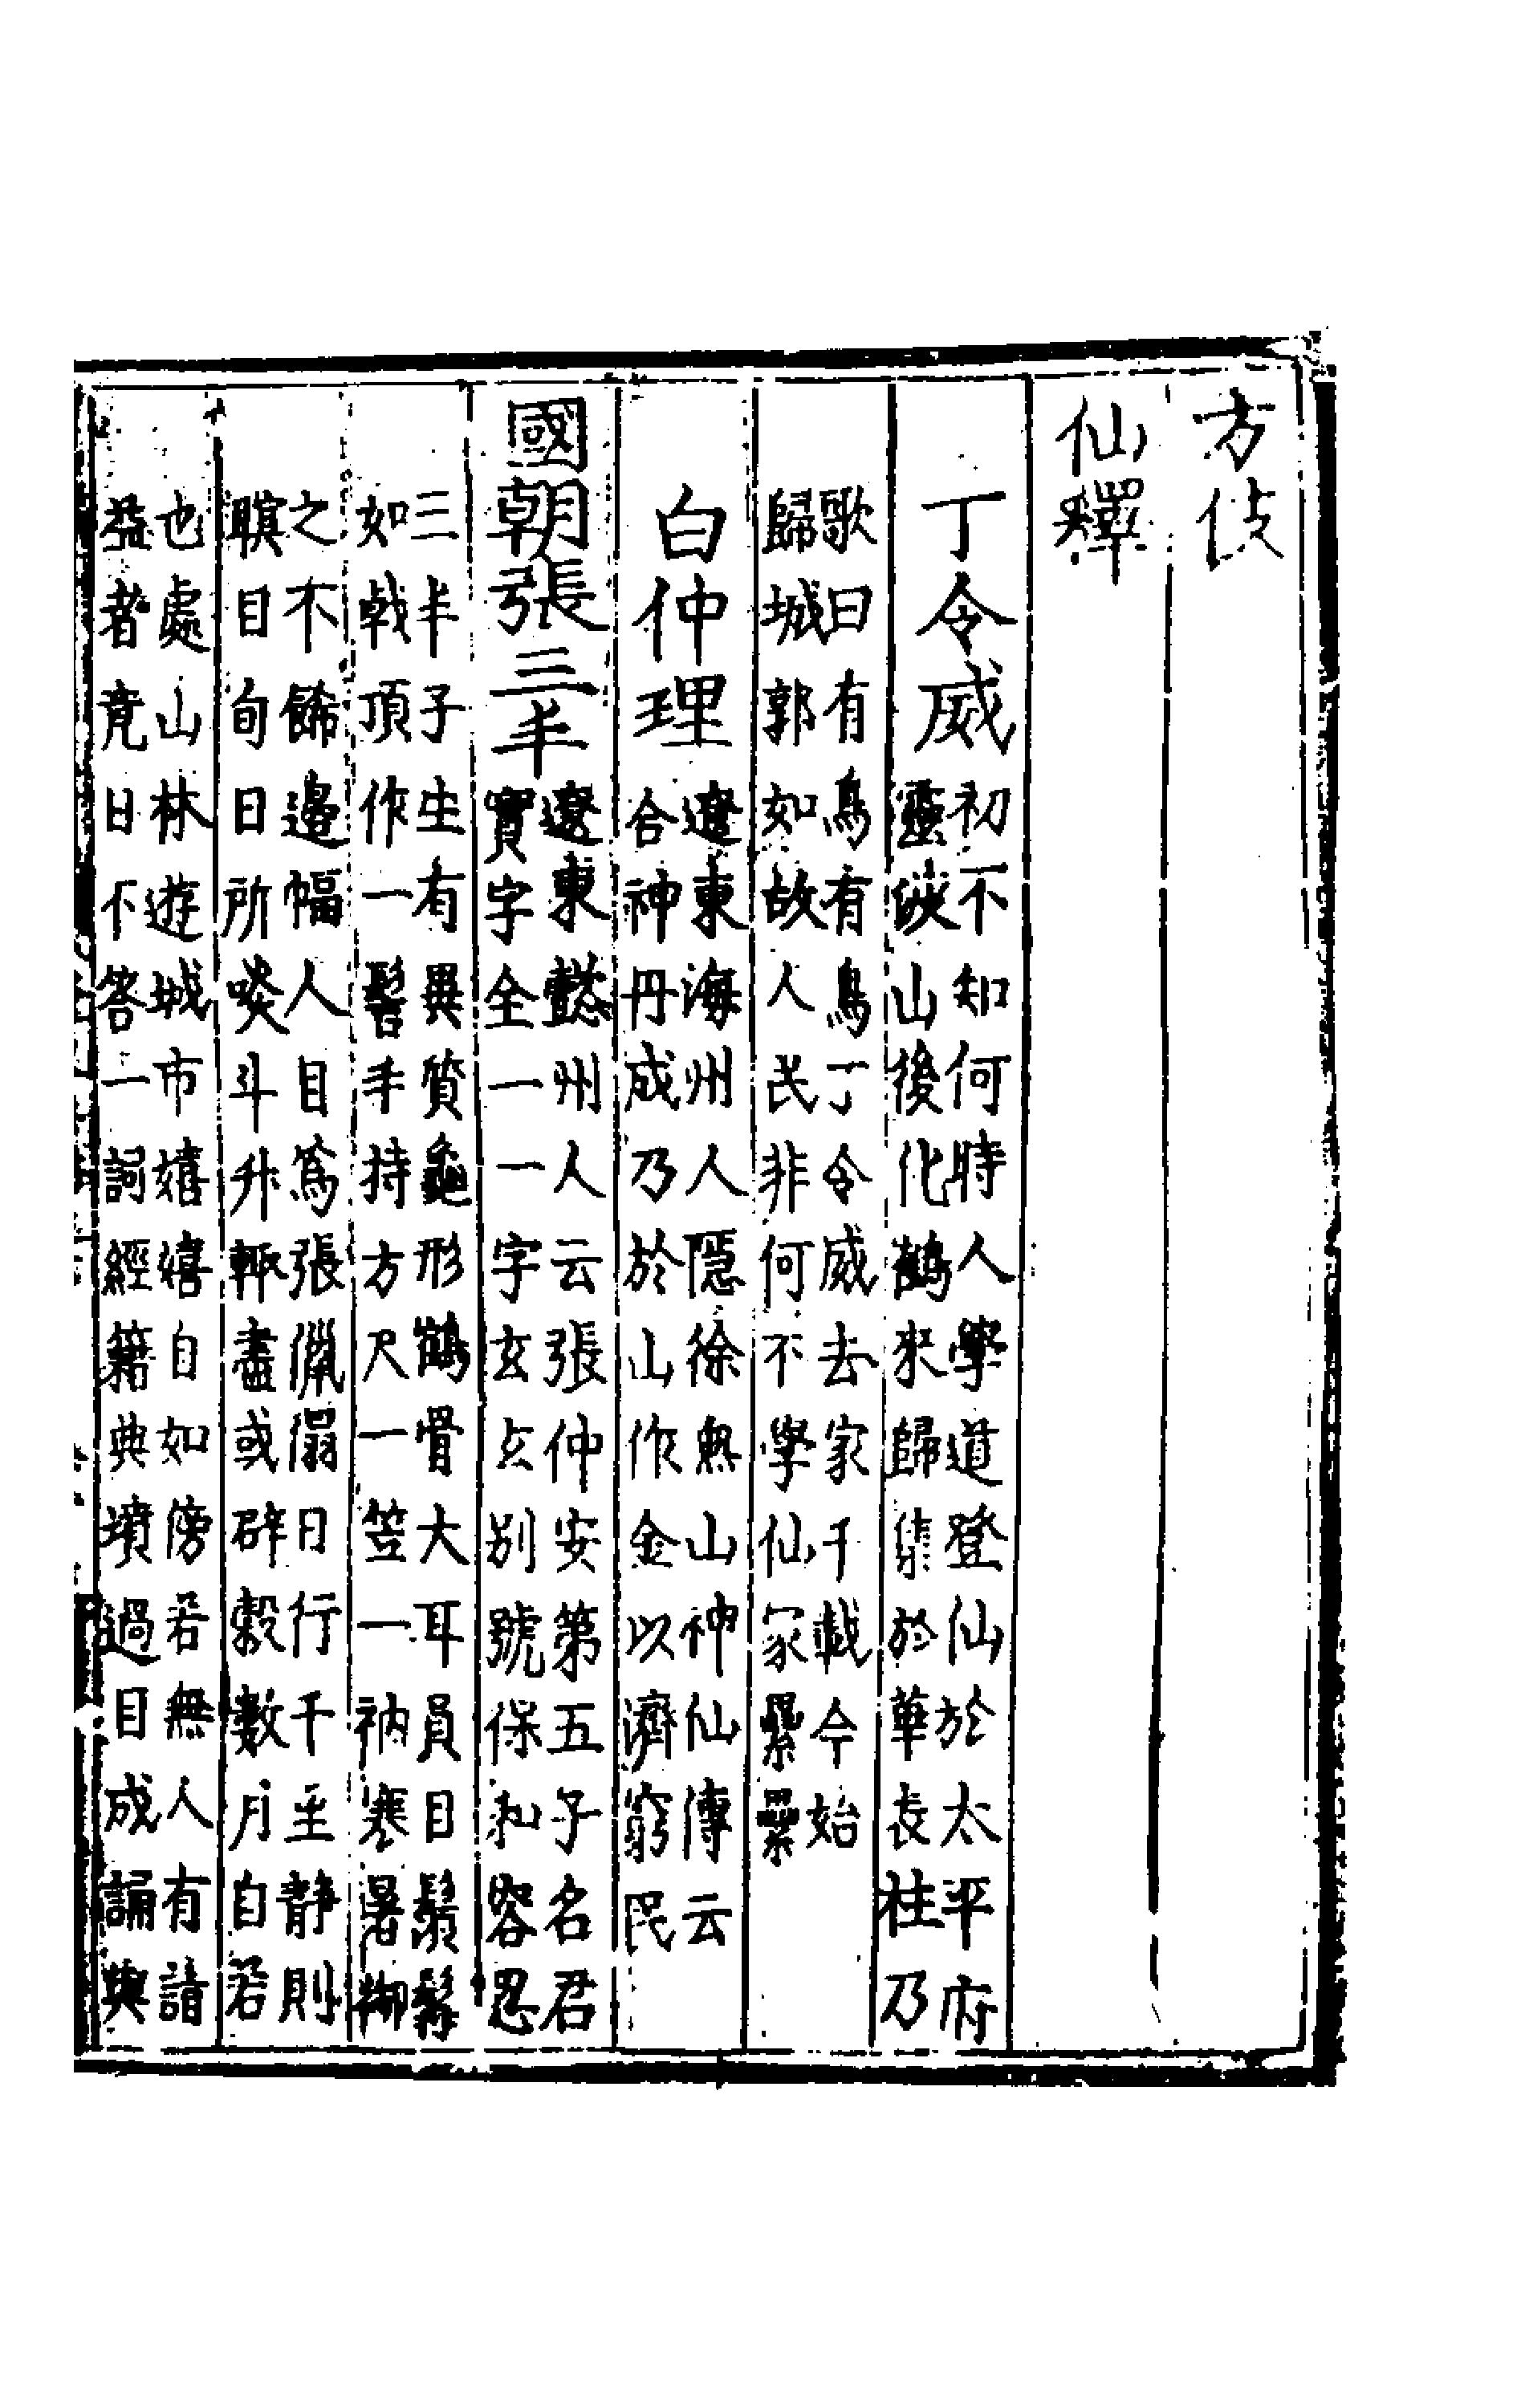 方伎
仙釋
丁令威
初不知何時人學道登仙於太平府
靈墟山後化鶴來歸集於華表柱乃
歌曰有鳥有鳥丁令威去家千載今始
歸城郭如故人民非何不學仙冢纍纍
白仲理
遼東海州人隱徐無山神仙傳云
合神丹成乃於山作金以濟窮民
國朝張三丰
遼東懿州人云張仲安第五子名君
實字全一一字玄玄别號保和容忍
三丰子生有異質龜形鶴骨大耳員目鬚髯
如戟頂作一髻手持方尺一笠一衲寒暑御
之不飾邉幅人目爲張儠𠎷日行千里静則
瞑目旬日所啖斗升輒盡或辟穀數月自若
也處山林遊城市嬉嬉自如傍若無人有請
益者竟日不答一詞經籍典墳過目成誦與